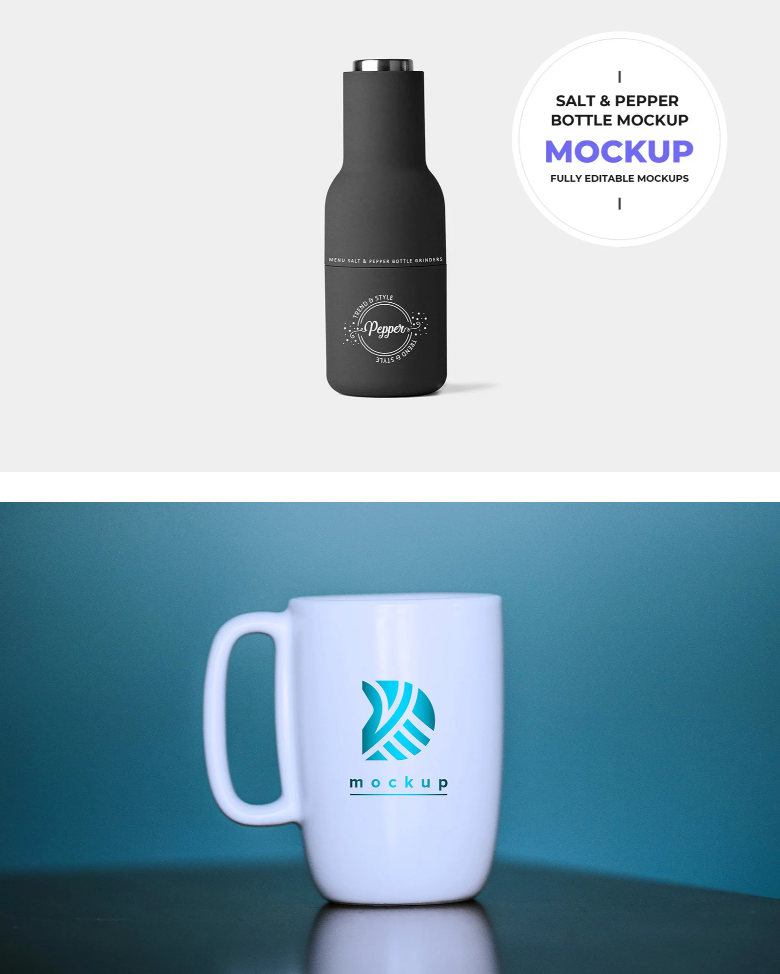 SALT & PEPPER
BOTTLE MOCKUP
MOCKUP
FULLY EDITABLE MOCKUPS
MENU SALT & PEPPER BOTTLE GRINDERS
TREND & STYLE
Pepper
TREND & STYLE
mockup